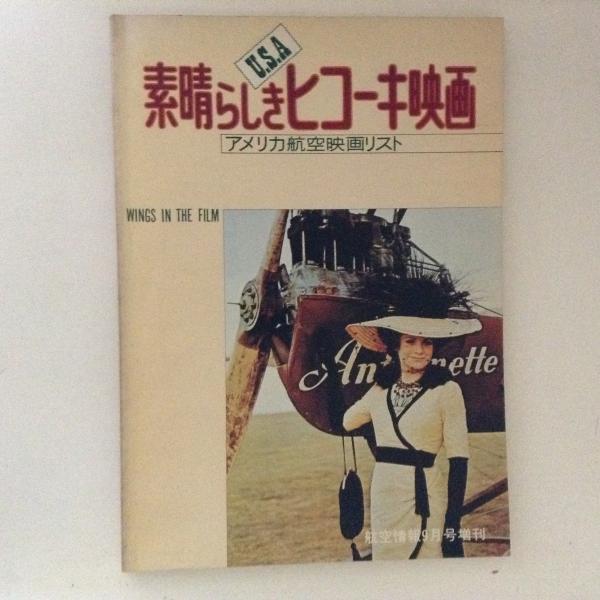 U.S.A
素晴らしきヒコーキ映画
アメリカ航空映画リスト
WINGS IN THE FILM
航空情報9月号増刊